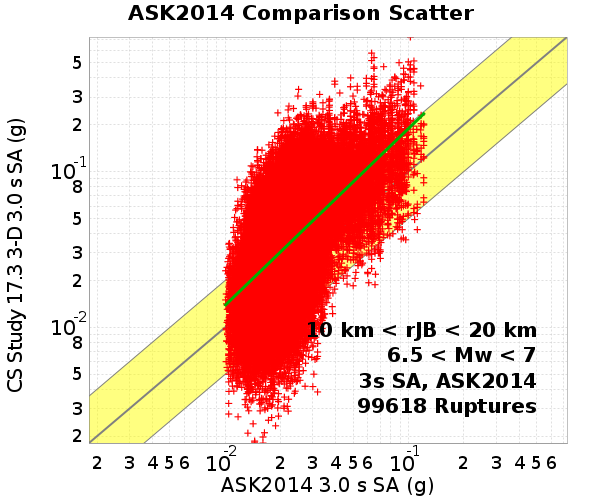 ASK2014 Comparison Scatter
CS Study 17.3 3-D 3.0 s SA (g)
5
3
2
10^-1
8
5
3
2
10^-2
8
5
3
2
10 km < rJB < 20 km
6.5 < Mw < 7
3s SA, ASK2014
99618 Ruptures
2 3 4 5 6 10^-2 2 3 4 5 6 10^-1 2 3 4 5 6
ASK2014 3.0 s SA (g)